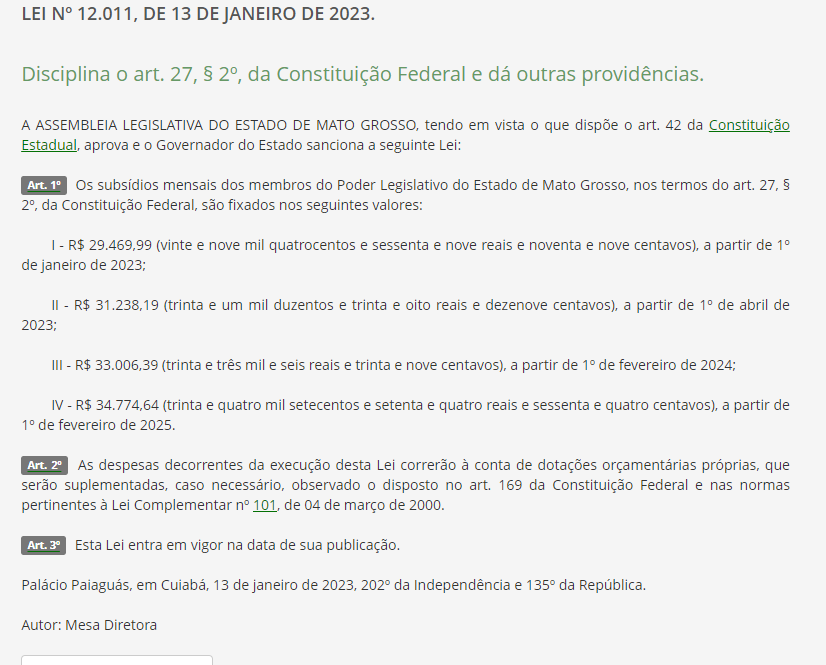 LEI Nº 12.011, DE 13 DE JANEIRO DE 2023.
Disciplina o art. 27, § 2º, da Constituição Federal e dá outras providências.
A ASSEMBLEIA LEGISLATIVA DO ESTADO DE MATO GROSSO, tendo em vista o que dispõe o art. 42 da Constituição
Estadual, aprova e o Governador do Estado sanciona a seguinte Lei:
Art. 1º Os subsídios mensais dos membros do Poder Legislativo do Estado de Mato Grosso, nos termos do art. 27, §
2º, da Constituição Federal, são fixados nos seguintes valores:
I - R$ 29.469,99 (vinte e nove mil quatrocentos e sessenta e nove reais e noventa e nove centavos), a partir de 1º
de janeiro de 2023;
II - R$ 31.238,19 (trinta e um mil duzentos e trinta e oito reais e dezenove centavos), a partir de 1º de abril de
2023;
III - R$ 33.006,39 (trinta e três mil e seis reais e trinta e nove centavos), a partir de 1º de fevereiro de 2024;
IV - R$ 34.774,64 (trinta e quatro mil setecentos e setenta e quatro reais e sessenta e quatro centavos), a partir de
1º de fevereiro de 2025.
Art. 2º As despesas decorrentes da execução desta Lei correrão à conta de dotações orçamentárias próprias, que
serão suplementadas, caso necessário, observado o disposto no art. 169 da Constituição Federal e nas normas
pertinentes à Lei Complementar nº 101, de 04 de março de 2000.
Art. 3º Esta Lei entra em vigor na data de sua publicação.
Palácio Paiaguás, em Cuiabá, 13 de janeiro de 2023, 202º da Independência e 135º da República.
Autor: Mesa Diretora